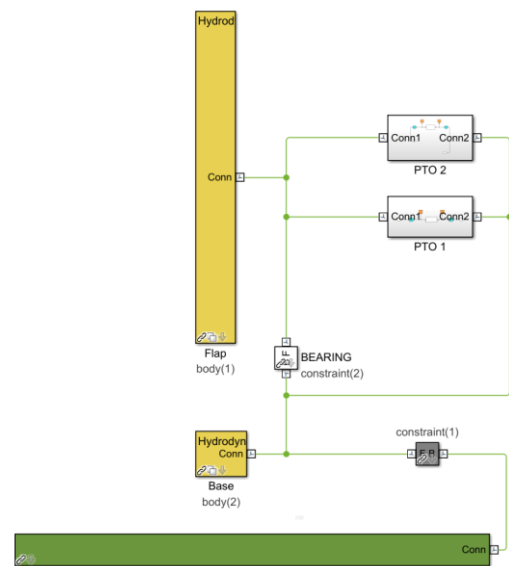 Hydrod
Conn
Flap
body(1)
Conn1 Conn2
PTO 2
Conn1 Conn2
PTO 1
F
BEARING
constraint(2)
Hydrodyn
Conn
Base
body(2)
constraint(1)
F B
Conn